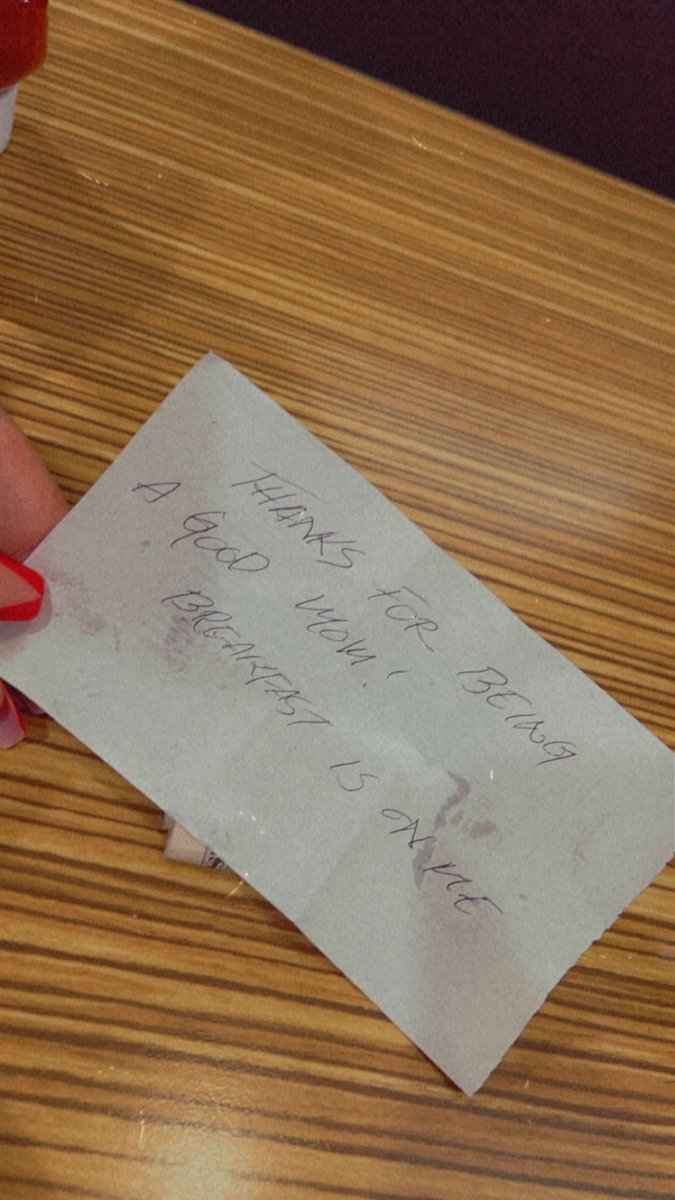 THANKS FOR BEING
A GOOD MOM!
BREAKFAST IS ON ME